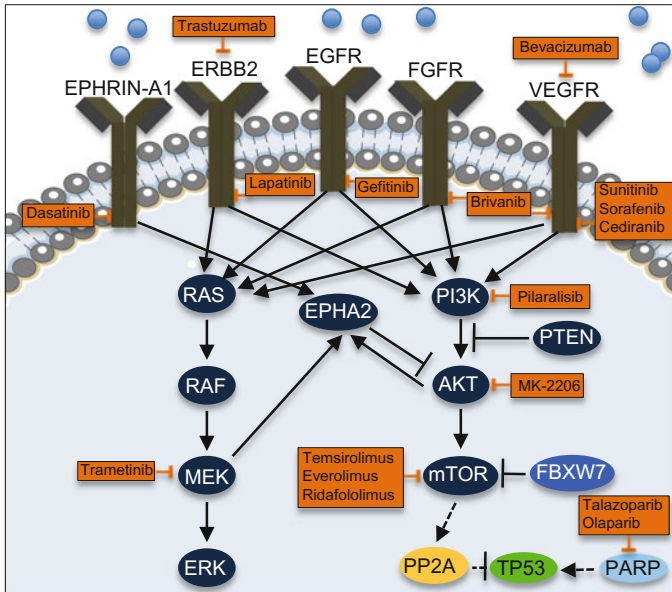 Trastuzumab
Bevacizumab
EPHRIN-A1
ERBB2
EGFR
FGFR
VEGFR
Dasatinib
Lapatinib
Gefitinib
Brivanib
Sunitinib
Sorafenib
Cediranib
RAS
EPHA2
PI3K
Pilaralisib
PTEN
RAF
AKT
MK-2206
Trametinib
MEK
Temsirolimus
Everolimus
Ridafololimus
mTOR
FBXW7
Talazoparib
Olaparib
ERK
PP2A
TP53
PARP